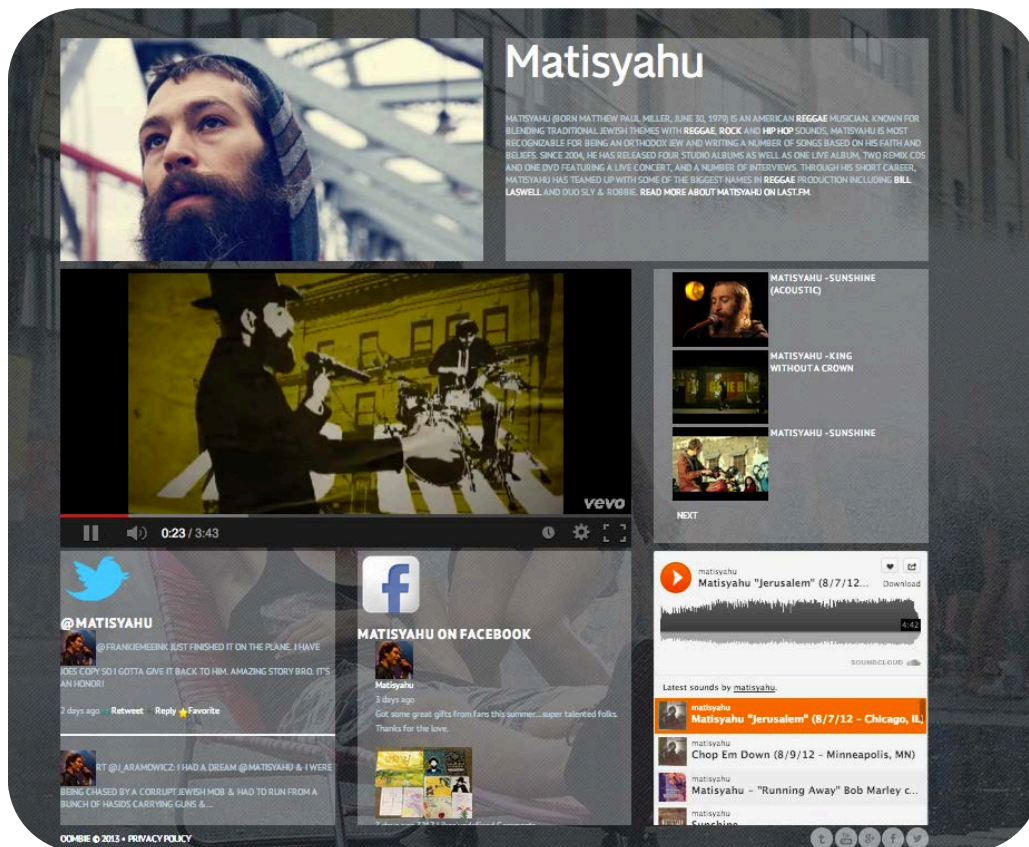 Matisyahu
MATISYAHU (BORN MATTHEW PAUL MILLER, JUNE 30, 1979) IS AN AMERICAN REGGAE MUSICIAN. KNOWN FOR
BLENDING TRADITIONAL JEWISH THEMES WITH REGGAE, ROCK AND HIP HOP SOUNDS, MATISYAHU IS MOST
RECOGNIZABLE FOR BEING AN ORTHODOX JEW AND WRITING A NUMBER OF SONGS BASED ON HIS FAITH AND
BELIEFS. SINCE 2004, HE HAS RELEASED FOUR STUDIO ALBUMS AS WELL AS ONE LIVE ALBUM, TWO REMIX CDS
AND ONE DVD FEATURING A LIVE CONCERT, AND A NUMBER OF INTERVIEWS. THROUGH HIS SHORT CAREER,
MATISYAHU HAS TEAMED UP WITH SOME OF THE BIGGEST NAMES IN REGGAE PRODUCTION INCLUDING BILL
LASWELL AND DUO SLY & ROBBIE. READ MORE ABOUT MATISYAHU ON LAST.FM.
vevo
0:23 / 3:43
MATISYAHU - SUNSHINE
(ACOUSTIC)
MATISYAHU - KING
WITHOUT A CROWN
MATISYAHU - SUNSHINE
NEXT
@MATISYAHU
@FRANKIEMEEINK JUST FINISHED IT ON THE PLANE. I HAVE
JOES COPY SO I GOTTA GIVE IT BACK TO HIM. AMAZING STORY BRO. IT'S
AN HONOR!
2 days ago Retweet Reply Favorite
RT @J_ARAMOWICZ: I HAD A DREAM @MATISYAHU & I WERE
BEING CHASED BY A CORRUPT JEWISH MOB & HAD TO RUN FROM A
BUNCH OF HASIDS CARRYING GUNS &...
MATISYAHU ON FACEBOOK
Matisyahu
3 days ago
Got some great gifts from fans this summer...super talented folks.
Thanks for the love.
matisyahu
Matisyahu "Jerusalem" (8/7/12...
Download
4:42
SOUNDCLOUD
Latest sounds by matisyahu.
matisyahu
Matisyahu "Jerusalem" (8/7/12 - Chicago, IL)
matisyahu
Chop Em Down (8/9/12 - Minneapolis, MN)
matisyahu
Matisyahu - "Running Away" Bob Marley c...
matisyahu
Sunshine
OOMBIE © 2013 • PRIVACY POLICY